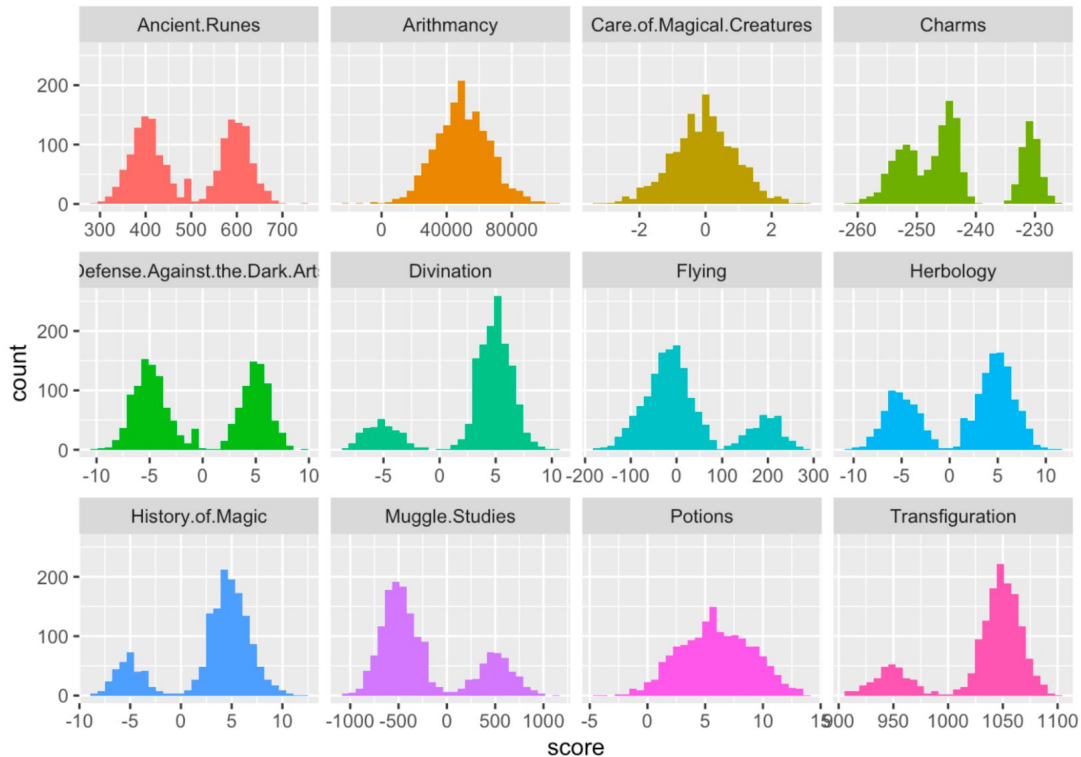 Ancient.Runes
Arithmancy
Care.of.Magical.Creatures
Charms
200
100
0
300 400 500 600 700
0 40000 80000
-2 0 2
-260 -250 -240 -230
Defense.Against.the.Dark.Arts
Divination
Flying
Herbology
200
100
0
-10 -5 0 5 10
-5 0 5 10
-200 -100 0 100 200 300
-10 -5 0 5 10
count
History.of.Magic
Muggle.Studies
Potions
Transfiguration
200
100
0
-10 -5 0 5 10
-1000 -500 0 500 1000
-5 0 5 10 15
900 950 1000 1050 1100
score